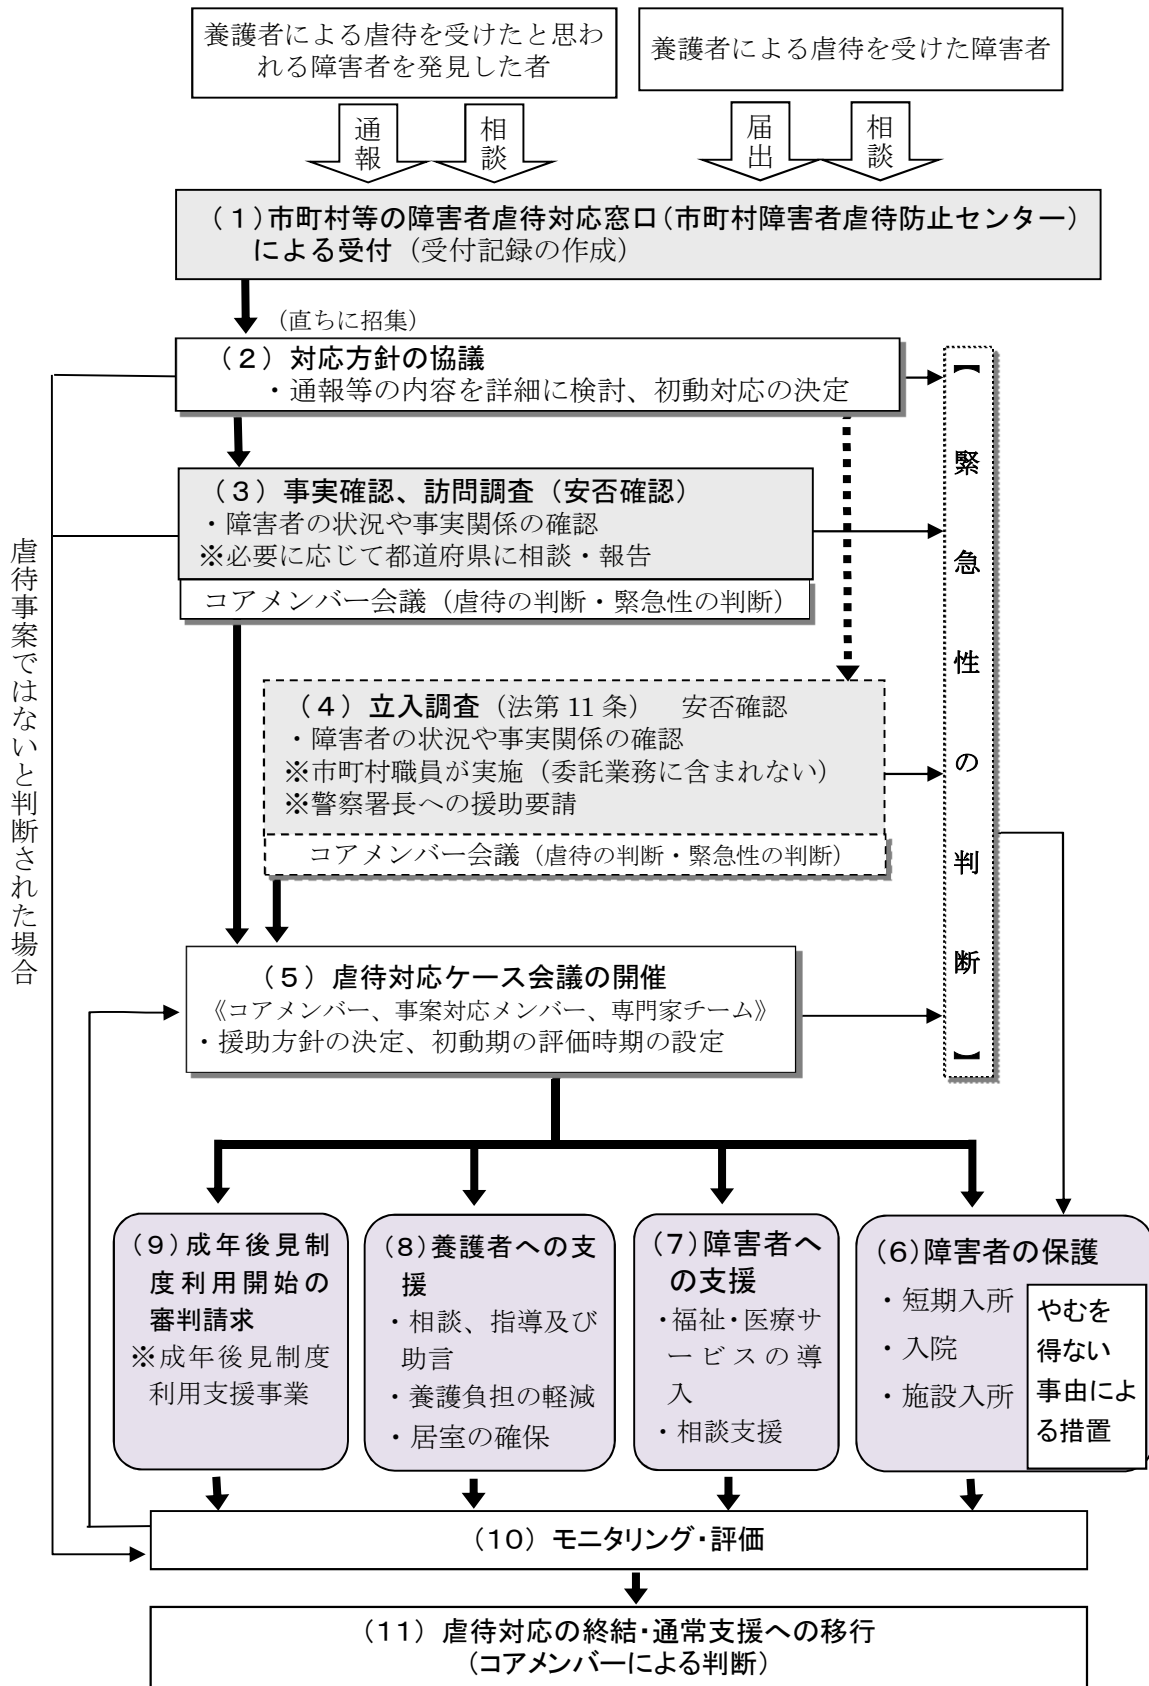 養護者による虐待を受けたと思わ
れる障害者を発見した者
養護者による虐待を受けた障害者
通報
相談
届出
相談
（１）市町村等の障害者虐待対応窓口（市町村障害者虐待防止センター）
による受付（受付記録の作成）
（直ちに招集）
（２）対応方針の協議
・通報等の内容を詳細に検討、初動対応の決定
（３）事実確認、訪問調査（安否確認）
・障害者の状況や事実関係の確認
※必要に応じて都道府県に相談・報告
コアメンバー会議（虐待の判断・緊急性の判断）
（４）立入調査（法第 11 条）　安否確認
・障害者の状況や事実関係の確認
※市町村職員が実施（委託業務に含まれない）
※警察署長への援助要請
コアメンバー会議（虐待の判断・緊急性の判断）
【緊急性の判断】
虐待事案ではないと判断された場合
（５）虐待対応ケース会議の開催
《コアメンバー、事案対応メンバー、専門家チーム》
・援助方針の決定、初動期の評価時期の設定
（９）成年後見制
度利用開始の
審判請求
※成年後見制度
利用支援事業
（８）養護者への支
援
・相談、指導及び
助言
・養護負担の軽減
・居室の確保
（７）障害者へ
の支援
・福祉・医療サ
ービスの導
入
・相談支援
（６）障害者の保護
・短期入所
・入院
・施設入所
やむを
得ない
事由によ
る措置
（１０）モニタリング・評価
（１１）虐待対応の終結・通常支援への移行
（コアメンバーによる判断）